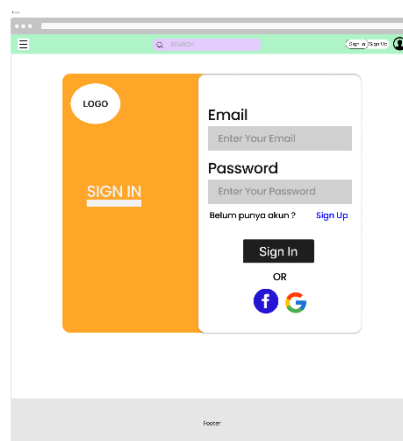 SEARCH
Sign in Sign Up
LOGO
SIGN IN
Email
Enter Your Email
Password
Enter Your Password
Belum punya akun ? Sign Up
Sign In
OR
f G
Footer